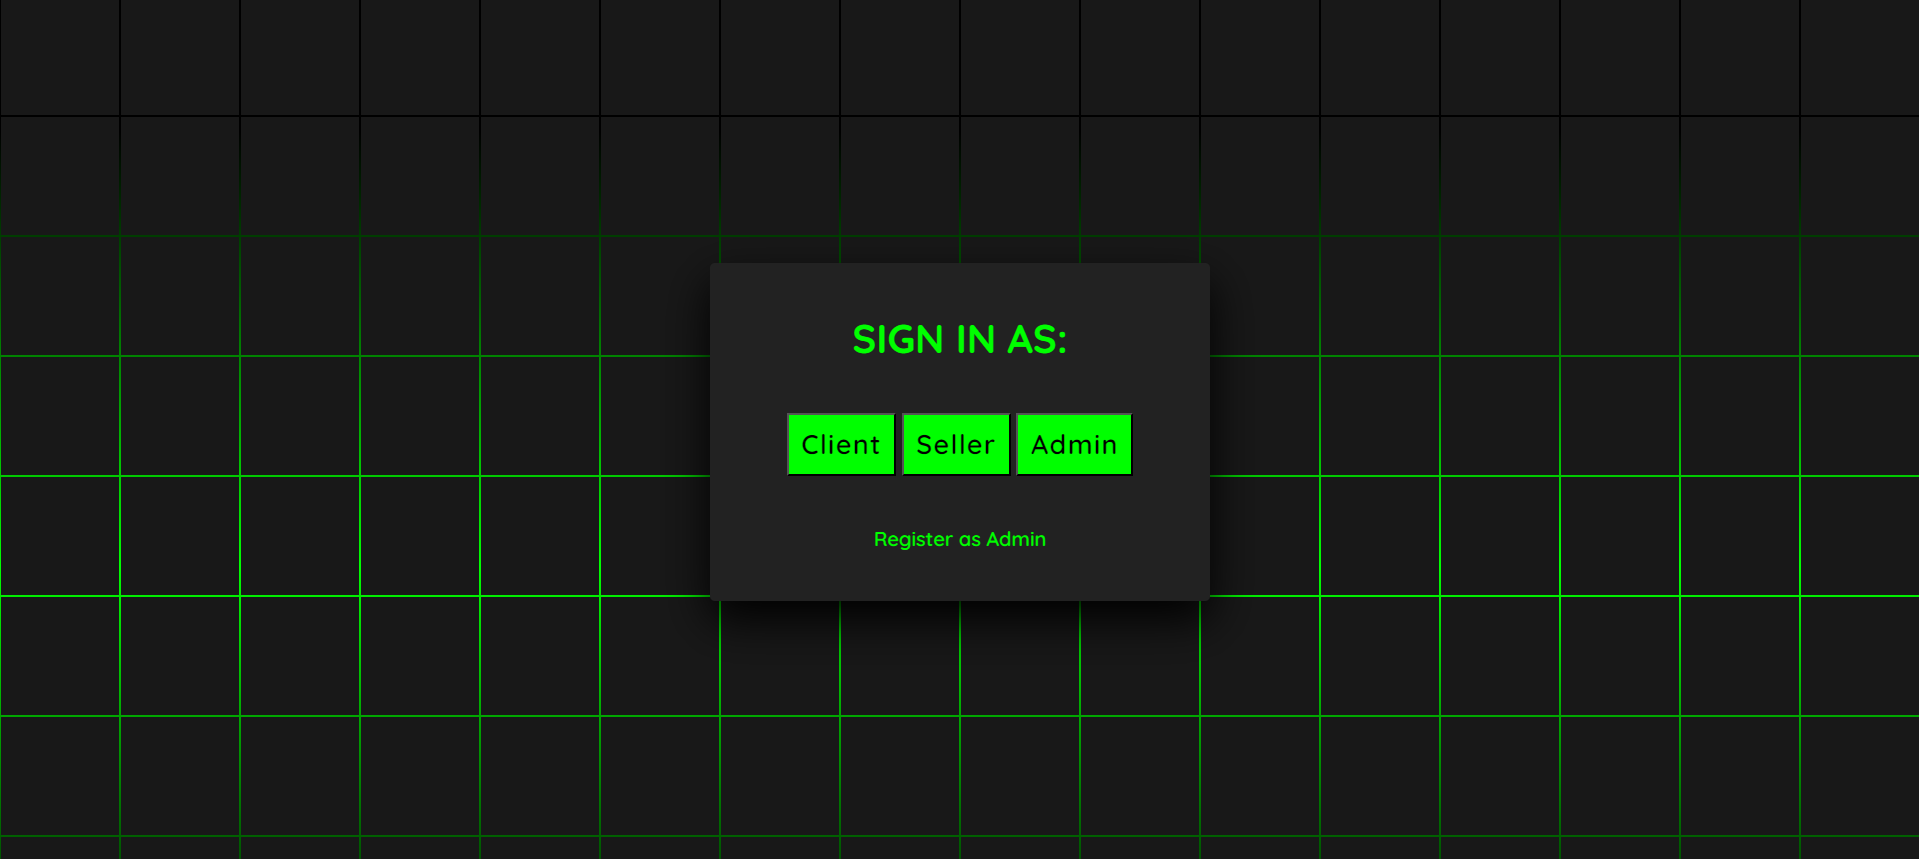 SIGN IN AS:
Client Seller Admin
Register as Admin